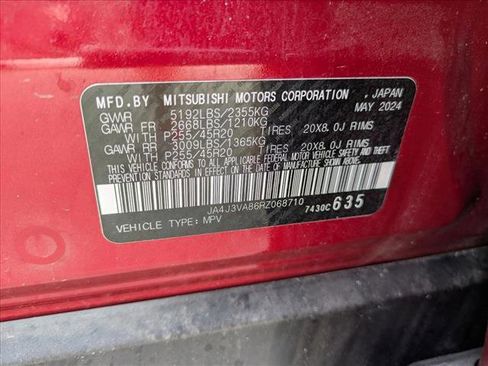 MFD.BY MITSUBISHI MOTORS CORPORATION , JAPAN
GVWR 5192LBS/2355KG MAY 2024
GAWR FR 2668LBS/1210KG
WITH P255/45R20 TIRES 20X8.0J RIMS
GAWR RR 3009LBS/1365KG
WITH P255/45R20 TIRES 20X8.0J RIMS
THIS VEHICLE CONFORMS TO ALL APPLICABLE FEDERAL MOTOR VEHICLE
SAFETY AND THEFT PREVENTION STANDARDS IN EFFECT ON THE DATE OF
MANUFACTURE SHOWN ABOVE.
JA4J3VA86RZ068710
VEHICLE TYPE: MPV 7430C635